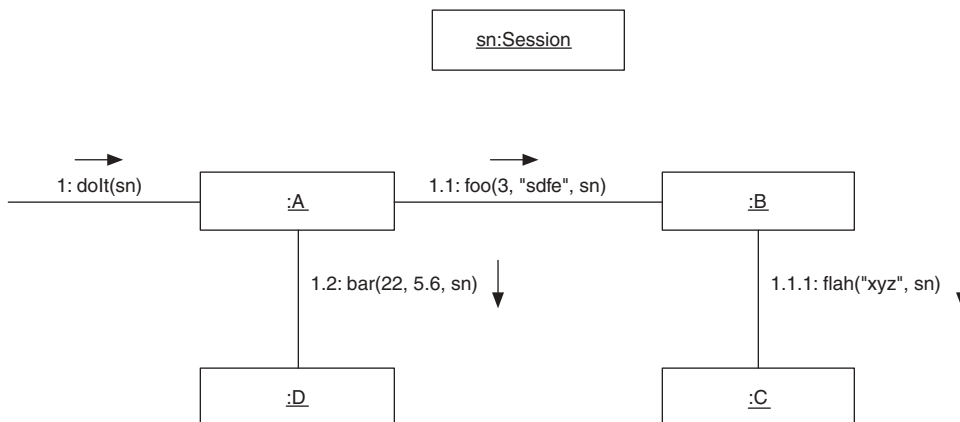 sn:Session
1: doIt(sn)
1.1: foo(3, "sdfe", sn)
:A
:B
1.2: bar(22, 5.6, sn)
1.1.1: flah("xyz", sn)
:D
:C